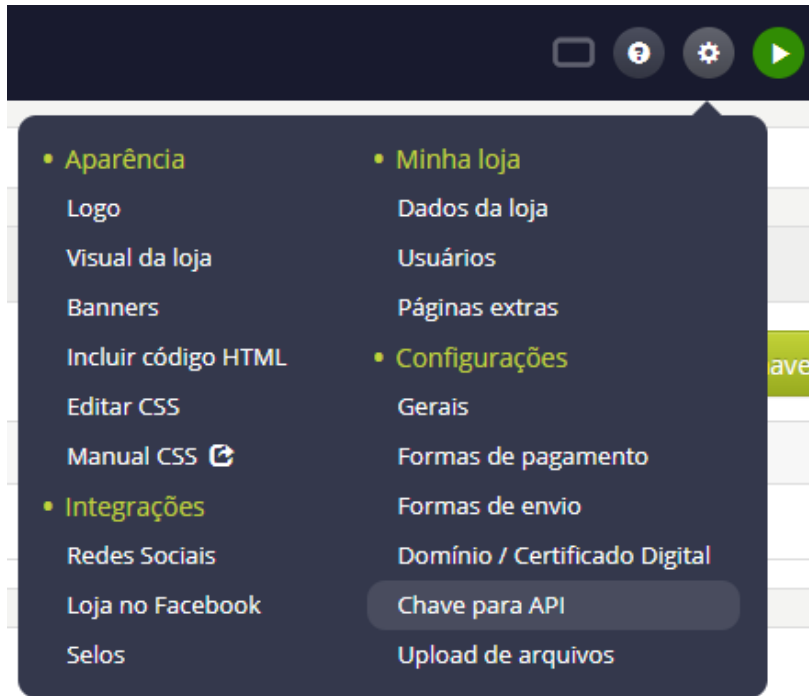 • Aparência
Logo
Visual da loja
Banners
Incluir código HTML
Editar CSS
Manual CSS
• Integrações
Redes Sociais
Loja no Facebook
Selos
• Minha loja
Dados da loja
Usuários
Páginas extras
• Configurações
Gerais
Formas de pagamento
Formas de envio
Domínio / Certificado Digital
Chave para API
Upload de arquivos